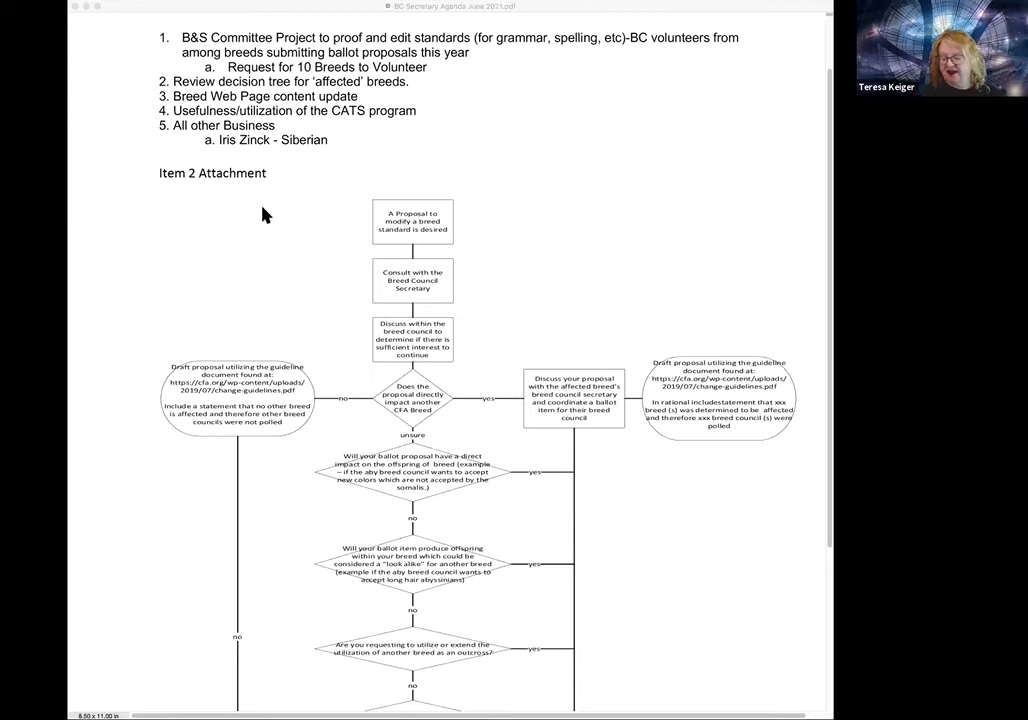 BC Secretary Agenda June 2021.pdf
1. B&S Committee Project to proof and edit standards (for grammar, spelling, etc)-BC volunteers from
among breeds submitting ballot proposals this year
a. Request for 10 Breeds to Volunteer
2. Review decision tree for 'affected' breeds.
3. Breed Web Page content update
4. Usefulness/utilization of the CATS program
5. All other Business
a. Iris Zinck - Siberian
Item 2 Attachment
Teresa Keiger
A Proposal to
modify a breed
standard is desired
Consult with the
Breed Council
Secretary
Discuss within the
breed council to
determine if there is
sufficient interest to
continue
Draft proposal utilizing the guideline
document found at:
https://cfa.org/wp-content/uploads/
2019/07/change-guidelines.pdf
Include a statement that no other breed
is affected and therefore other breed
councils were not polled
no
Does the
proposal directly
impact another
CFA Breed
yes
Discuss your proposal
with the affected breed's
breed council secretary
and coordinate a ballot
item for their breed
council
Draft proposal utilizing the guideline
document found at:
https://cfa.org/wp-content/uploads/
2019/07/change-guidelines.pdf
In rational includestatement that xxx
breed (s) was determined to be affected
and therefore xxx breed council (s) were
polled
unsure
Will your ballot proposal have a direct
impact on the offspring of breed (example
– if the aby breed council wants to accept
new colors which are not accepted by the
somalis.)
yes
no
Will your ballot item produce offspring
within your breed which could be
considered a "look alike" for another breed
(example if the aby breed council wants to
accept long hair abyssinians)
yes
no
no
Are you requesting to utilize or extend the
utilization of another breed as an outcross?
yes
no
8.50 x 11.00 in